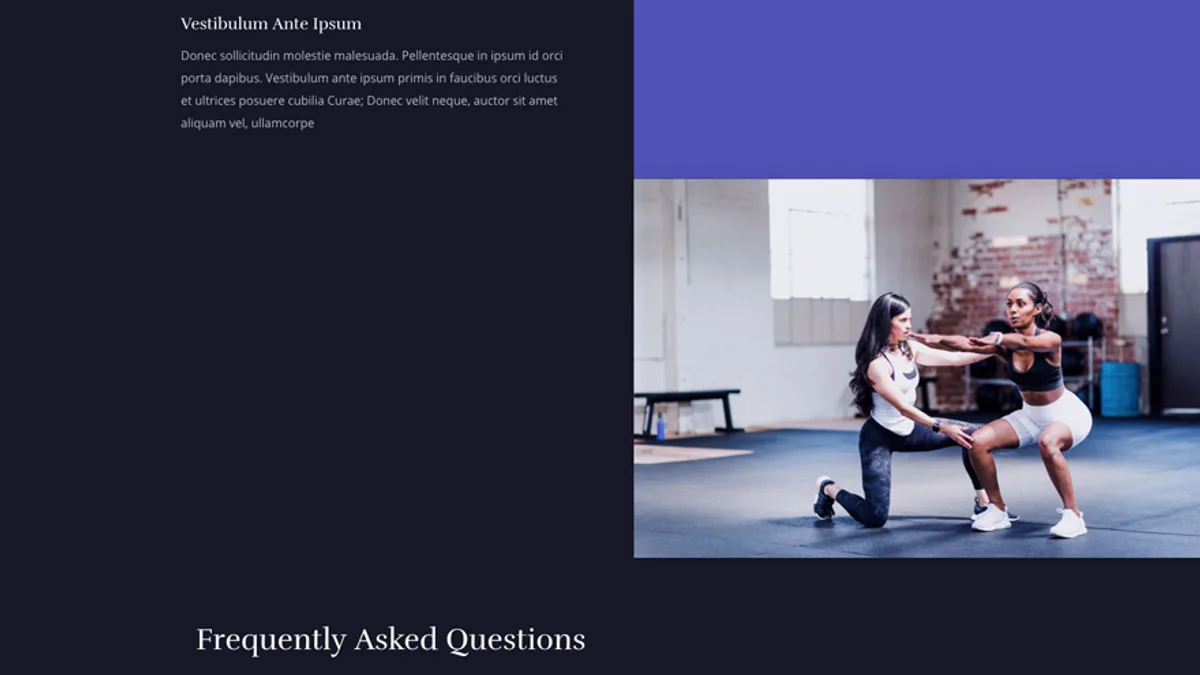 Vestibulum Ante Ipsum
Donec sollicitudin molestie malesuada. Pellentesque in ipsum id orci
porta dapibus. Vestibulum ante ipsum primis in faucibus orci luctus
et ultrices posuere cubilia Curae; Donec velit neque, auctor sit amet
aliquam vel, ullamcorpe
Frequently Asked Questions